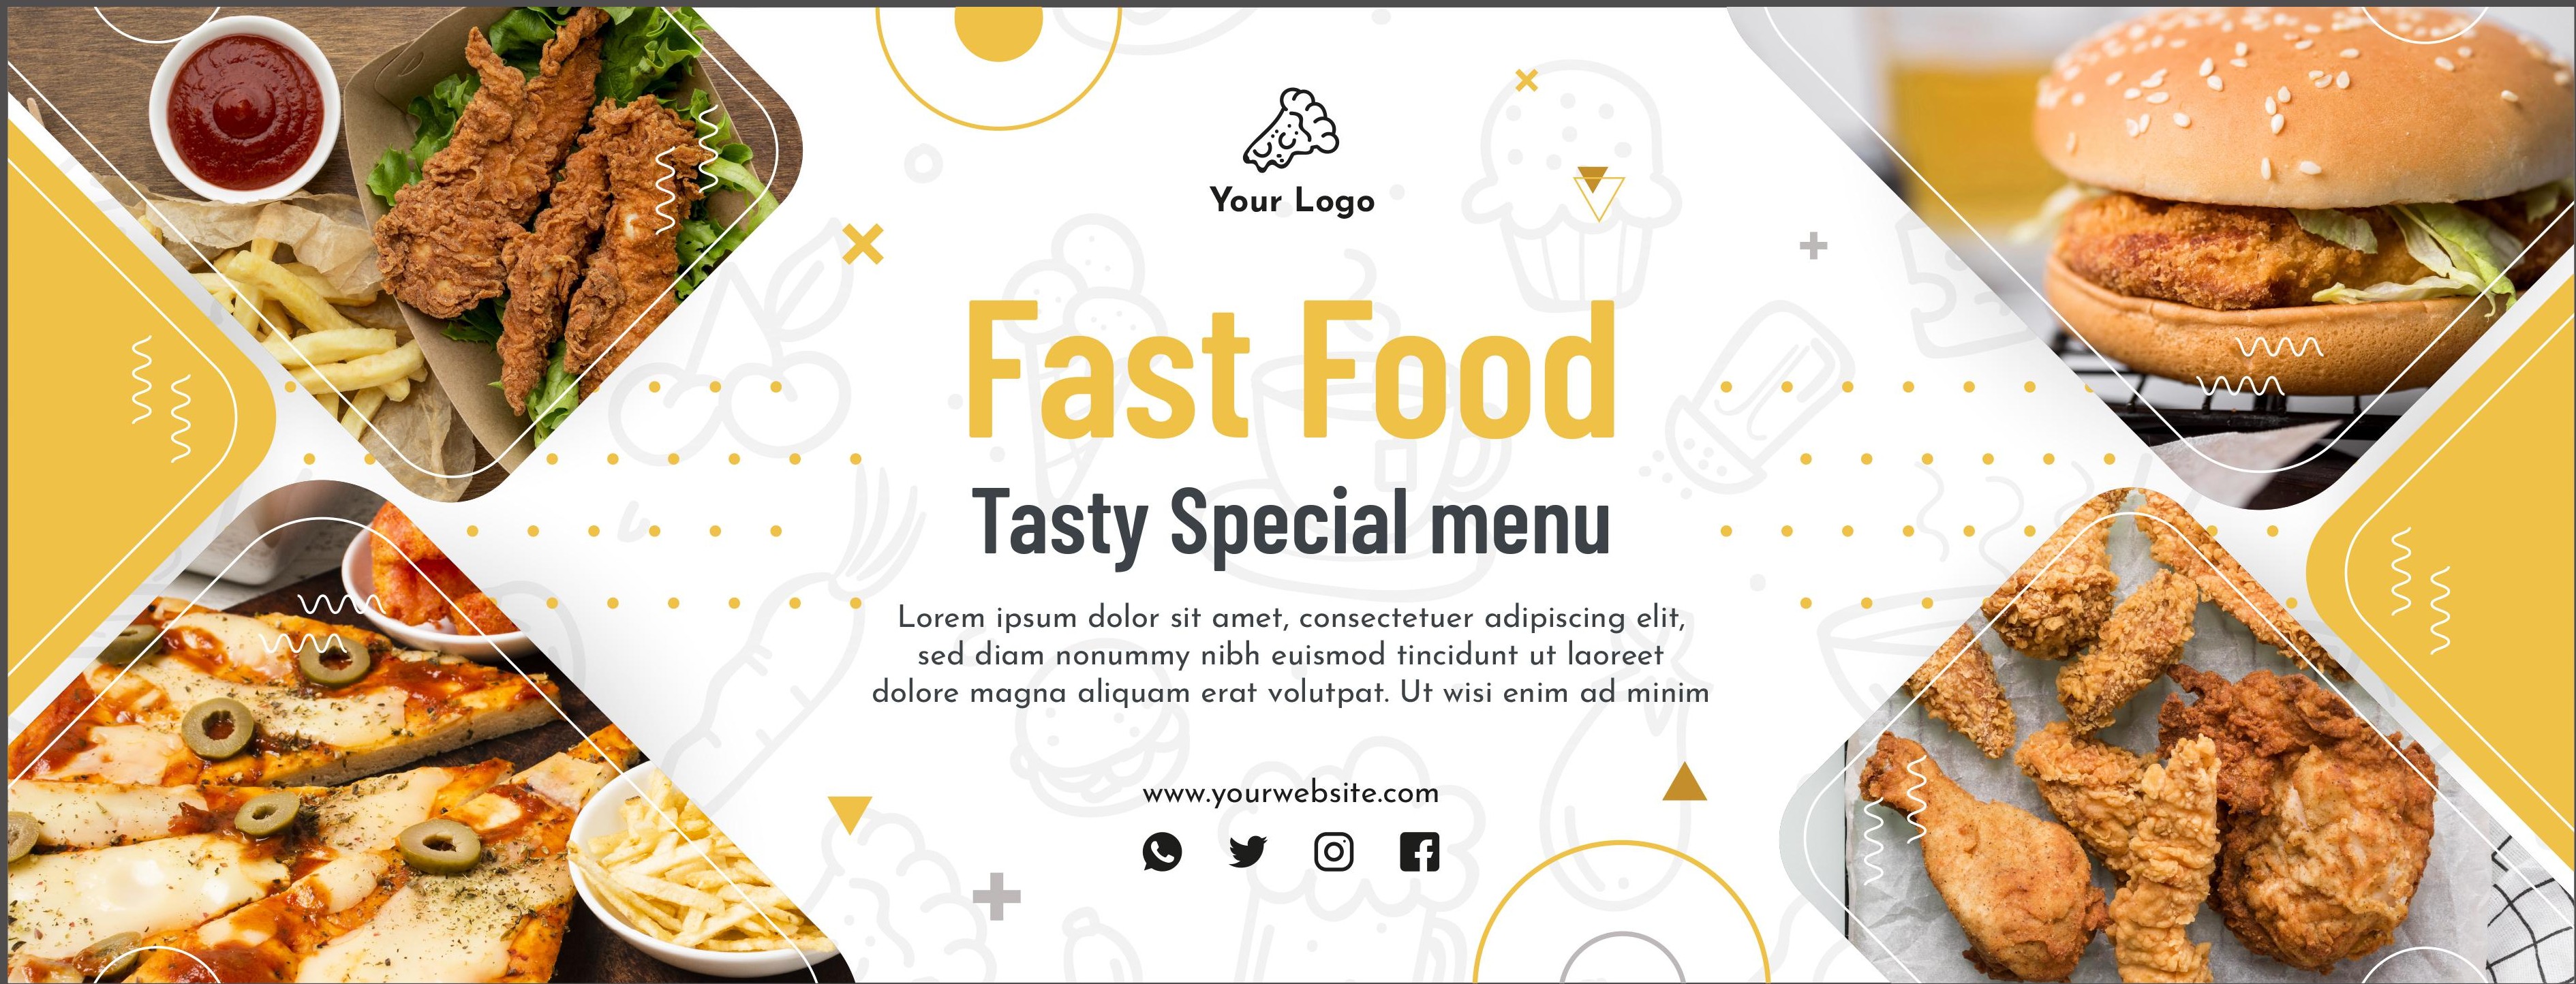 Your Logo
Fast Food
Tasty Special menu
Lorem ipsum dolor sit amet, consectetuer adipiscing elit,
sed diam nonummy nibh euismod tincidunt ut laoreet
dolore magna aliquam erat volutpat. Ut wisi enim ad minim
www.yourwebsite.com